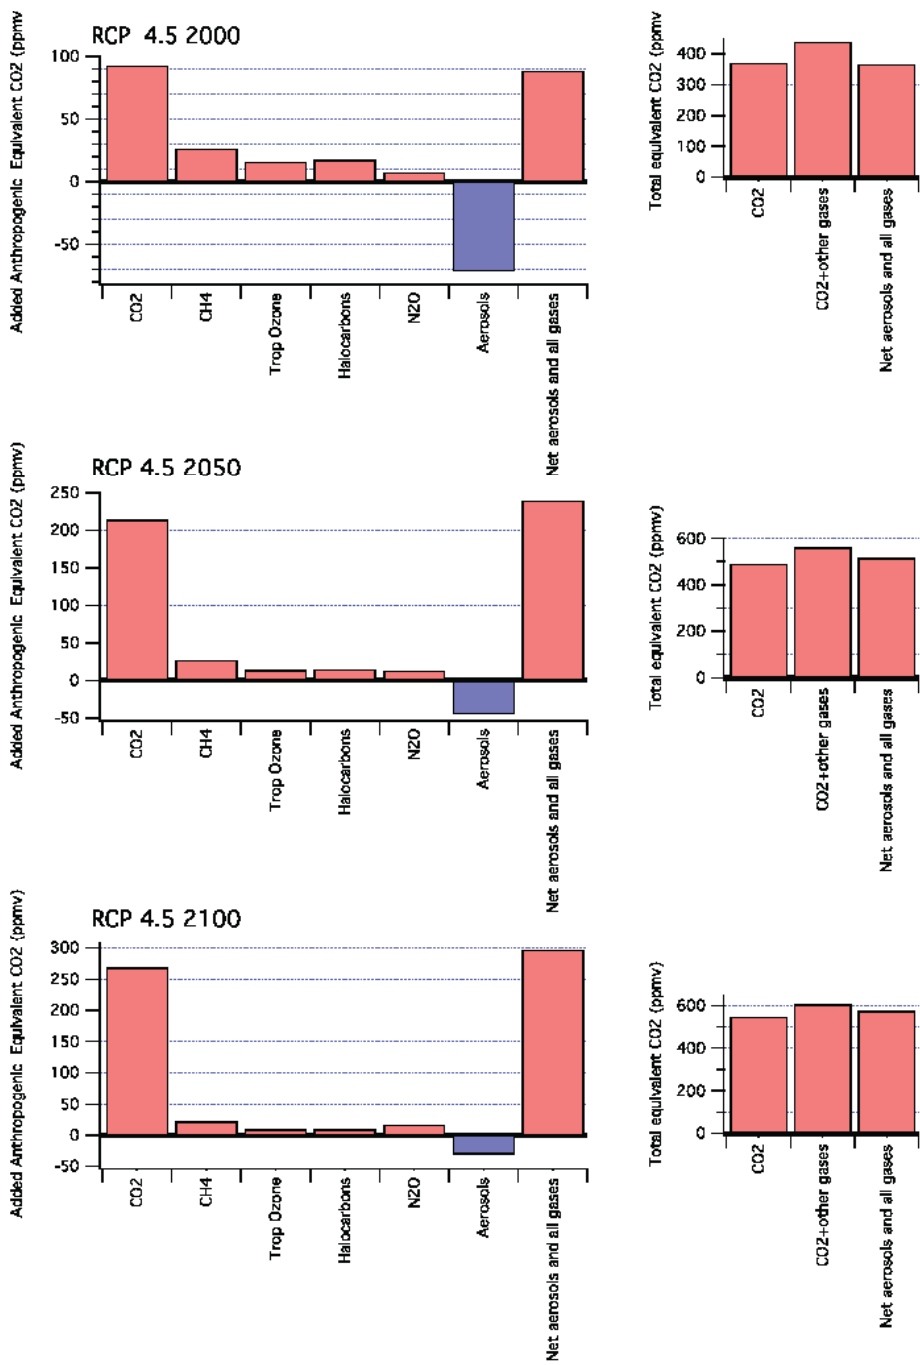 RCP 4.5 2000
Added Anthropogenic Equivalent CO2 (ppmv
100
50
0
-50
CO2
CH4
Trop Ozone
Halocarbons
N2O
Aerosols
Net aerosols and all gases
Total equivalent CO2 (ppmv
400
300
200
100
0
CO2
CO2+other gases
Net aerosols and all gases
RCP 4.5 2050
Added Anthropogenic Equivalent CO2 (ppmv)
250
200
150
100
50
0
-50
CO2
CH4
Trop Ozone
Halocarbons
N2O
Aerosols
Net aerosols and all gases
Total equivalent CO2 (ppmv)
600
400
200
0
CO2
CO2+other gases
Net aerosols and all gases
RCP 4.5 2100
Added Anthropogenic Equivalent CO2 (ppmv)
300
250
200
150
100
50
0
-50
CO2
CH4
Trop Ozone
Halocarbons
N2O
Aerosols
Net aerosols and all gases
Total equivalent CO2 (ppmv)
600
400
200
0
CO2
CO2+other gases
Net aerosols and all gases